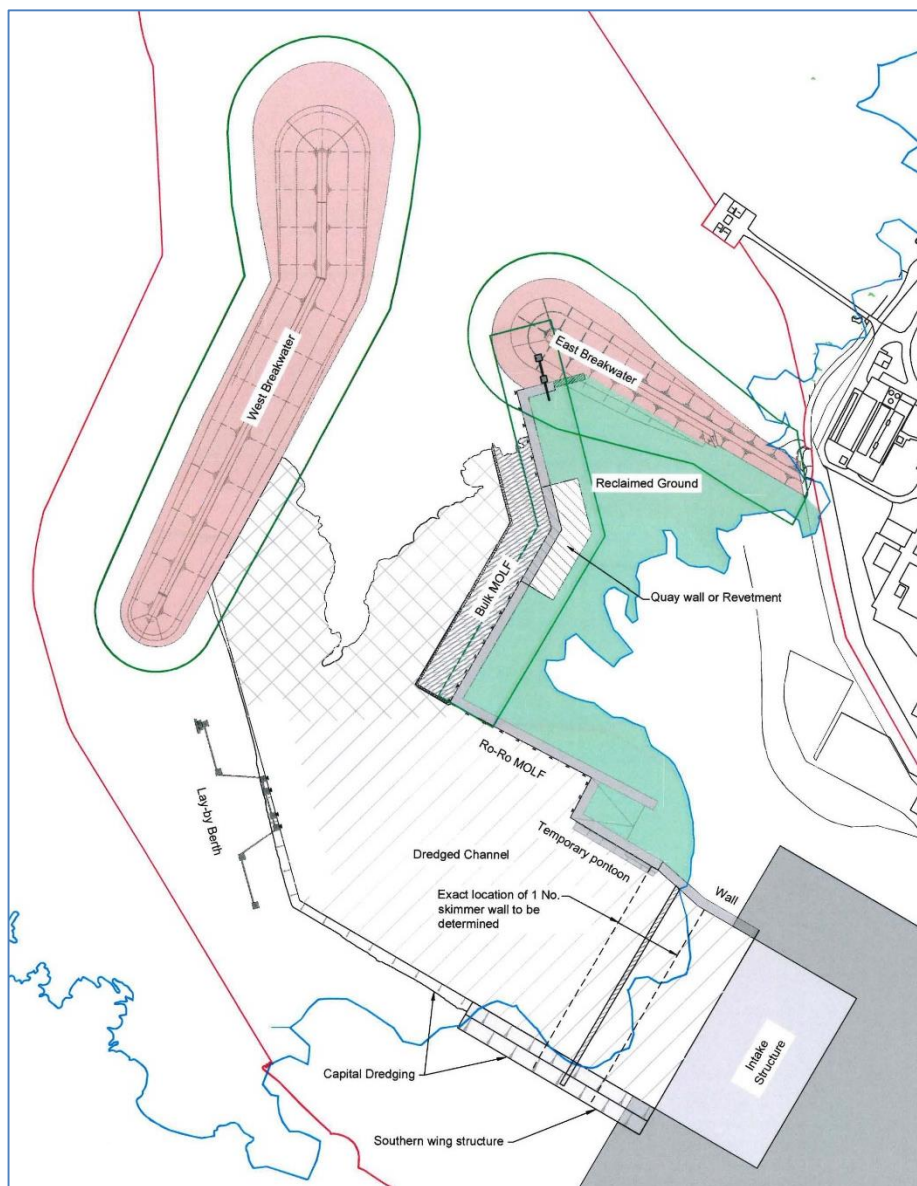 West Breakwater
East Breakwater
Reclaimed Ground
Bulk MOLF
Quay wall or Revetment
Ro-Ro MOLF
Lay-by Berth
Dredged Channel
Temporary pontoon
Wall
Exact location of 1 No.
skimmer wall to be
determined
Intake
Structure
Capital Dredging
Southern wing structure